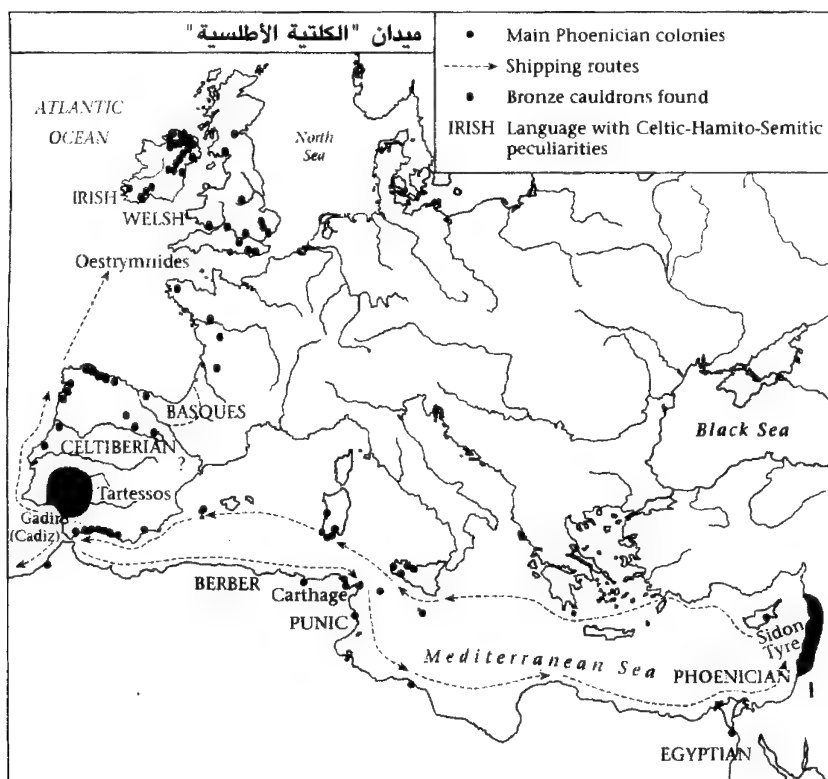 ميدان "الكلتية الأطلسية"
Main Phoenician colonies
Shipping routes
Bronze cauldrons found
IRISH Language with Celtic-Hamito-Semitic
peculiarities
ATLANTIC
OCEAN
North
Sea
IRISH
WELSH
Oestrymnides
BASQUES
CELTIBERIAN
?
Tartessos
Gadir
(Cadiz)
Black Sea
BERBER
Carthage
PUNIC
Sidon
Tyre
Mediterranean Sea
PHOENICIAN
EGYPTIAN